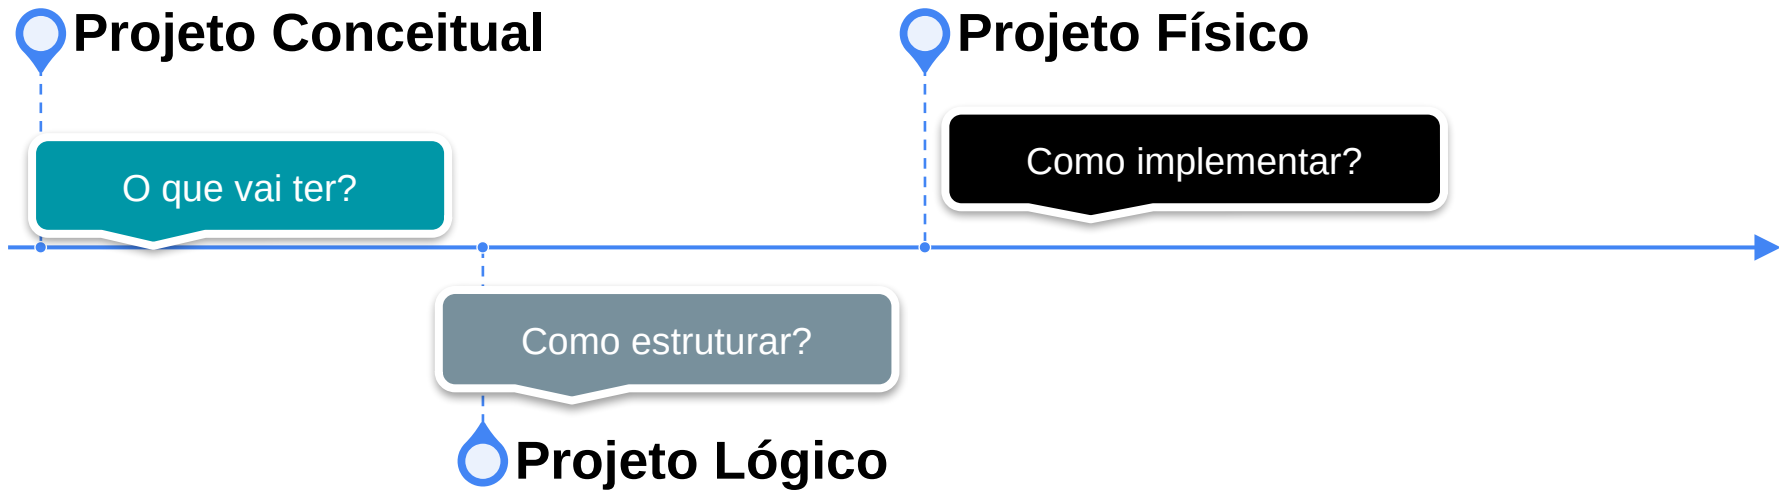 Projeto Conceitual
O que vai ter?
Projeto Físico
Como implementar?
Como estruturar?
Projeto Lógico